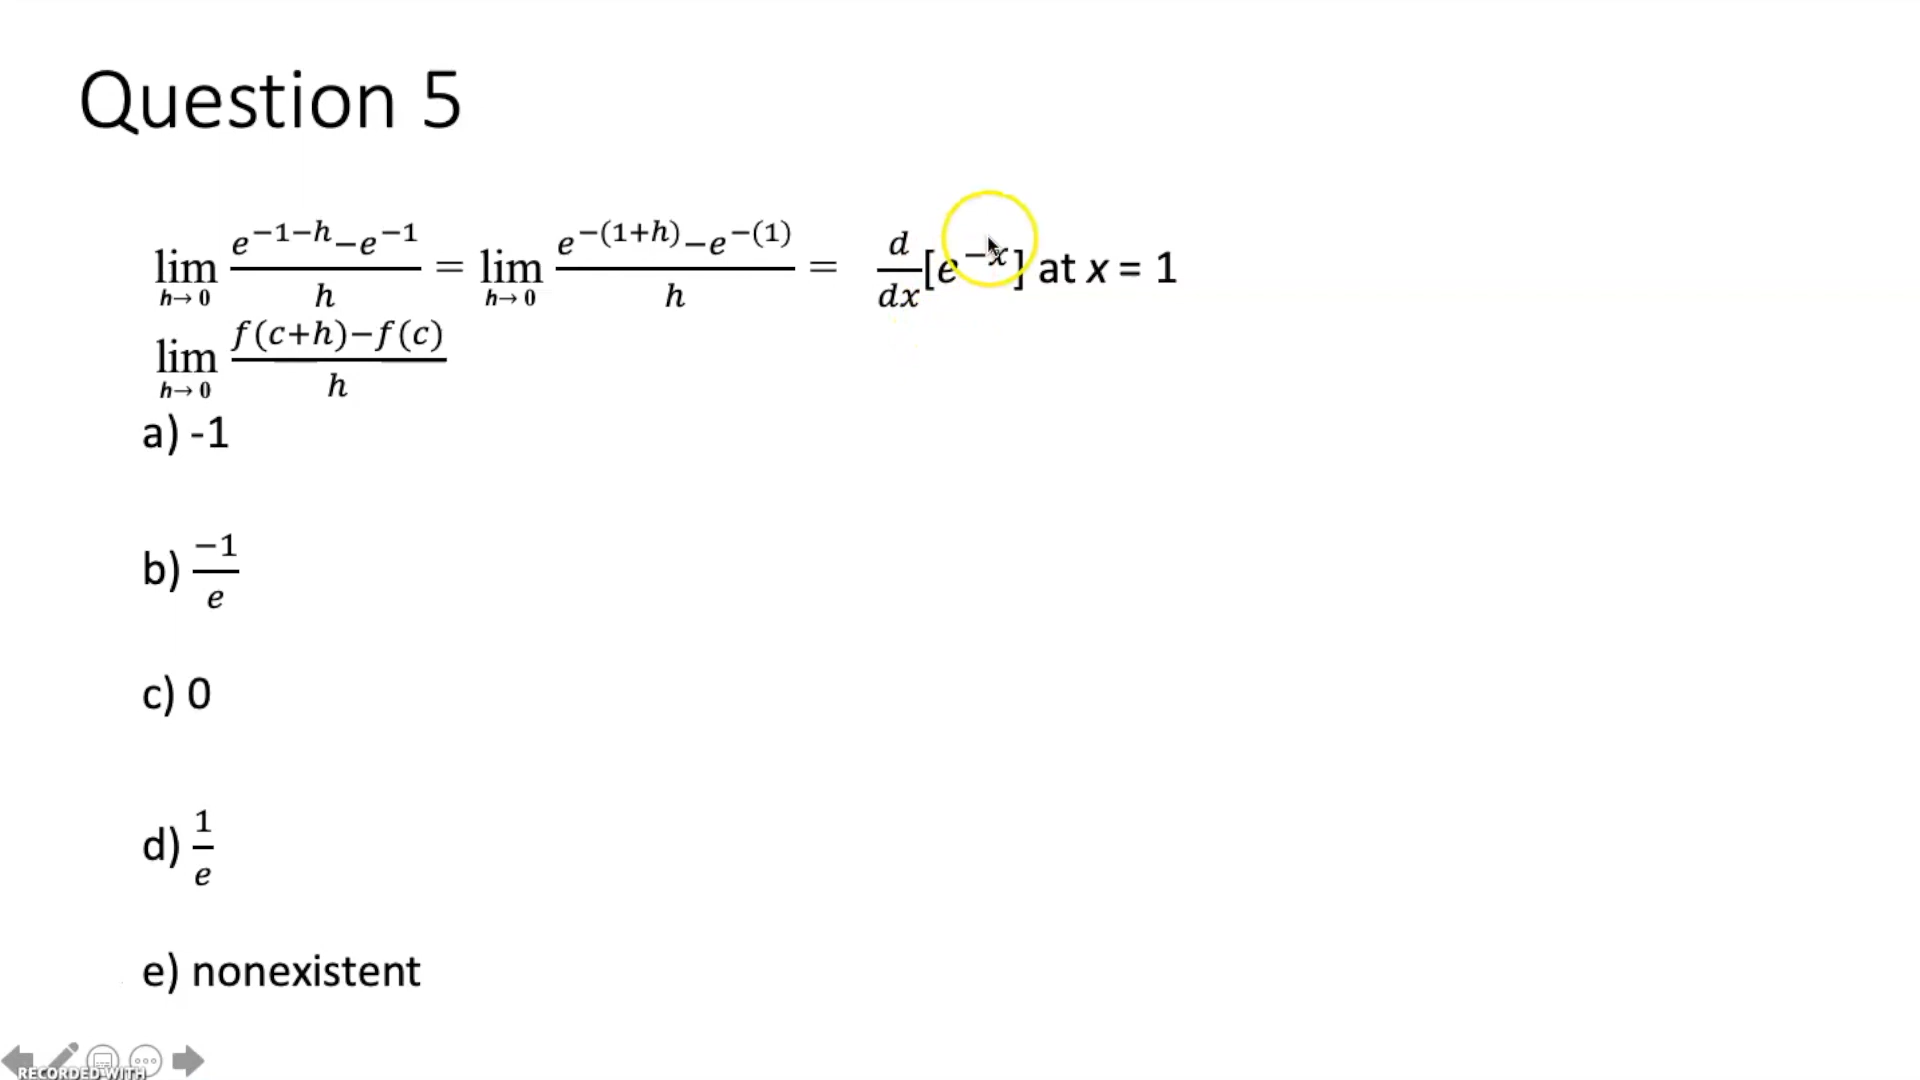 Question 5
lim h→0 e^{-1-h}-e^{-1} / h = lim h→0 e^{-(1+h)}-e^{-(1)} / h = d/dx [e^{-x}] at x = 1
lim h→0 f(c+h)-f(c) / h
a) -1
b) -1/e
c) 0
d) 1/e
e) nonexistent
RECORDED WITH